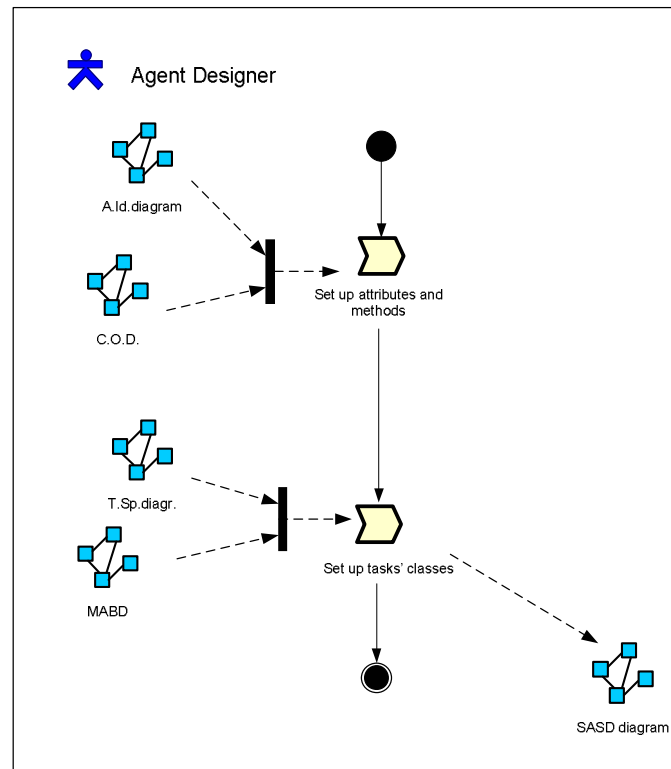 Agent Designer
A.Id.diagram
Set up attributes and
methods
C.O.D.
T.Sp.diagr.
Set up tasks' classes
MABD
SASD diagram